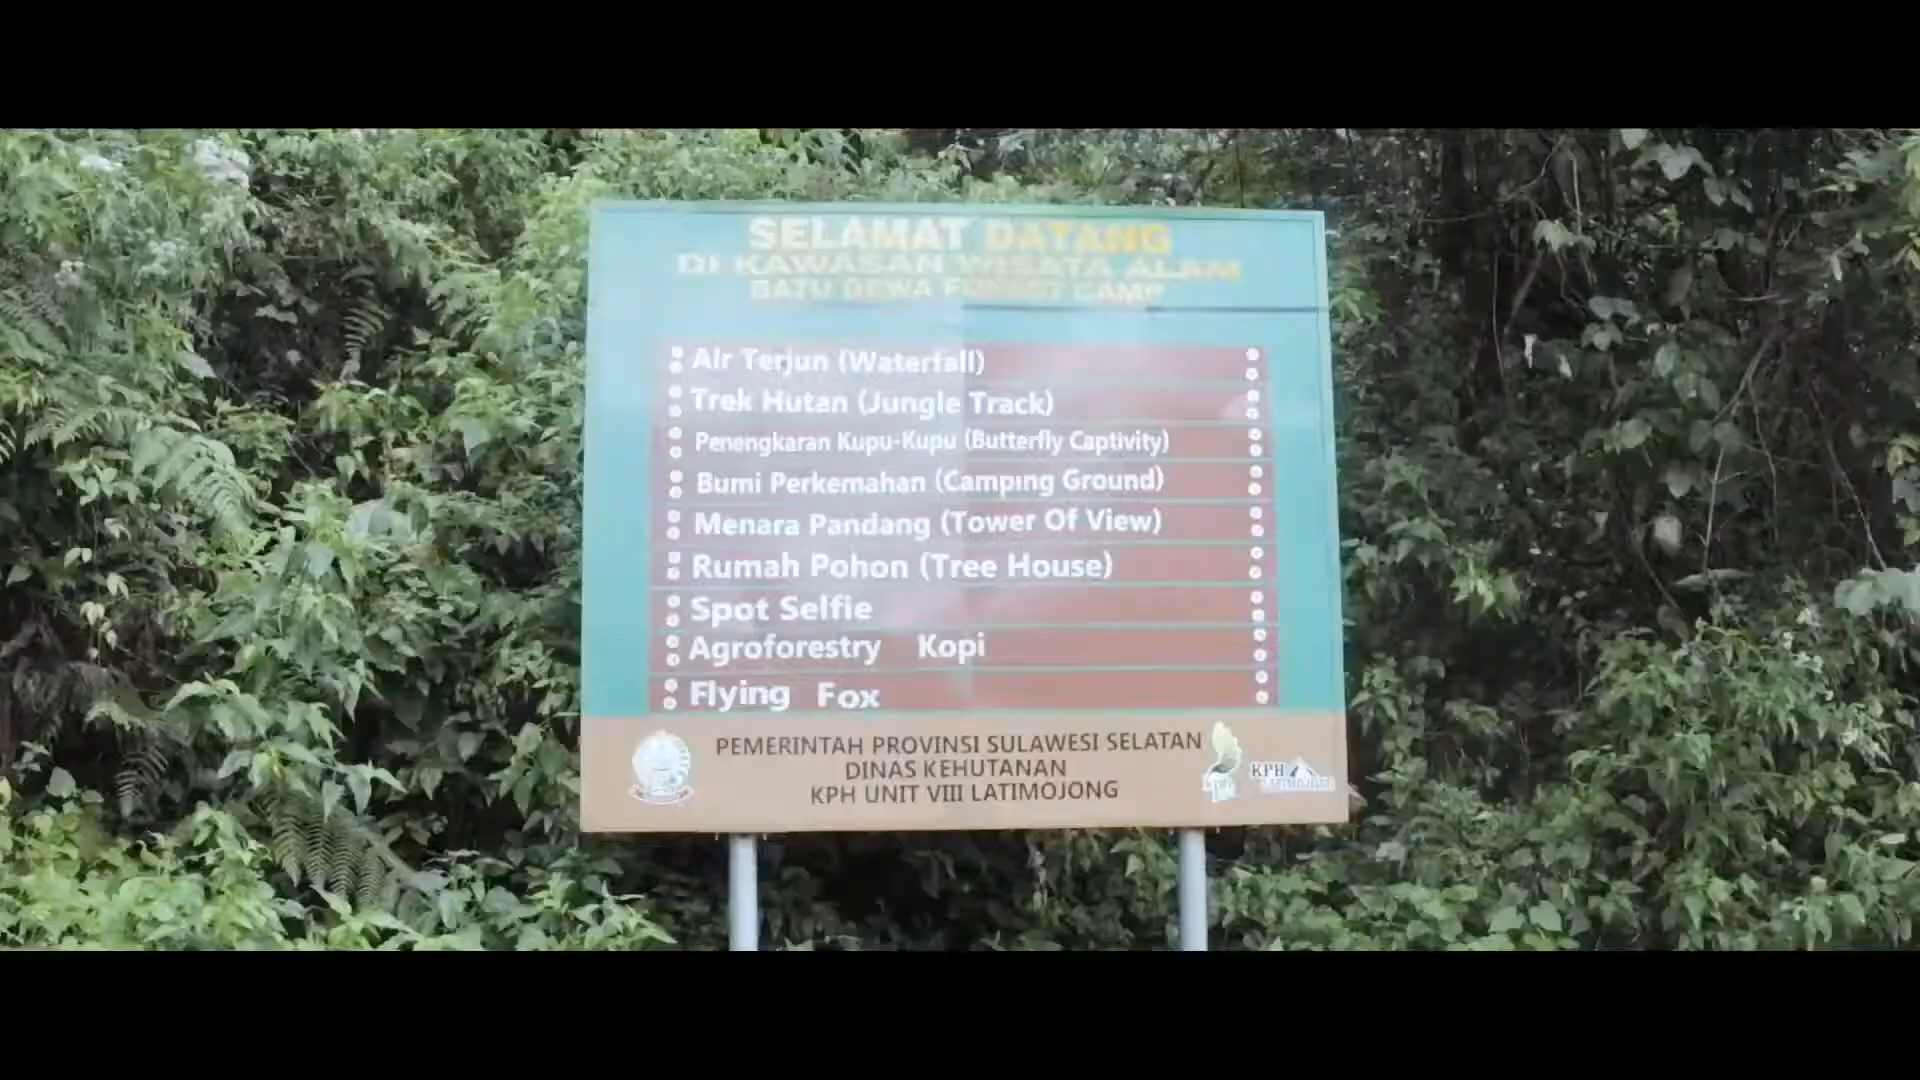 SELAMAT DATANG
DI KAWASAN WISATA ALAM
BATU DEWA FOREST CAMP
Air Terjun (Waterfall)
Trek Hutan (Jungle Track)
Penengkaran Kupu-Kupu (Butterfly Captivity)
Bumi Perkemahan (Camping Ground)
Menara Pandang (Tower Of View)
Rumah Pohon (Tree House)
Spot Selfie
Agroforestry Kopi
Flying Fox
PEMERINTAH PROVINSI SULAWESI SELATAN
DINAS KEHUTANAN
KPH UNIT VIII LATIMOJONG
KPH